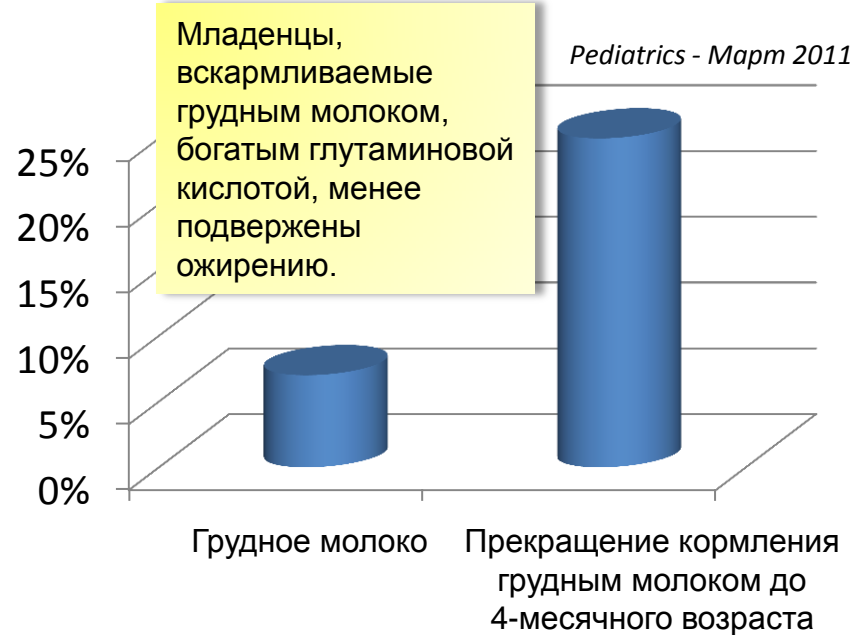 Младенцы,
вскармливаемые
грудным молоком,
богатым глутаминовой
кислотой, менее
подвержены
ожирению.
Pediatrics - Март 2011
25%
20%
15%
10%
5%
0%
Грудное молоко
Прекращение кормления
грудным молоком до
4-месячного возраста